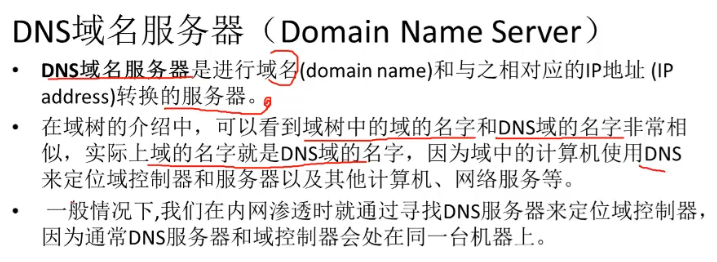 DNS域名服务器（Domain Name Server）
• DNS域名服务器是进行域名(domain name)和与之相对应的IP地址 (IP
address)转换的服务器。
• 在域树的介绍中，可以看到域树中的域的名字和DNS域的名字非常相
似，实际上域的名字就是DNS域的名字，因为域中的计算机使用DNS
来定位域控制器和服务器以及其他计算机、网络服务等。
• 一般情况下,我们在内网渗透时就通过寻找DNS服务器来定位域控制器，
因为通常DNS服务器和域控制器会处在同一台机器上。